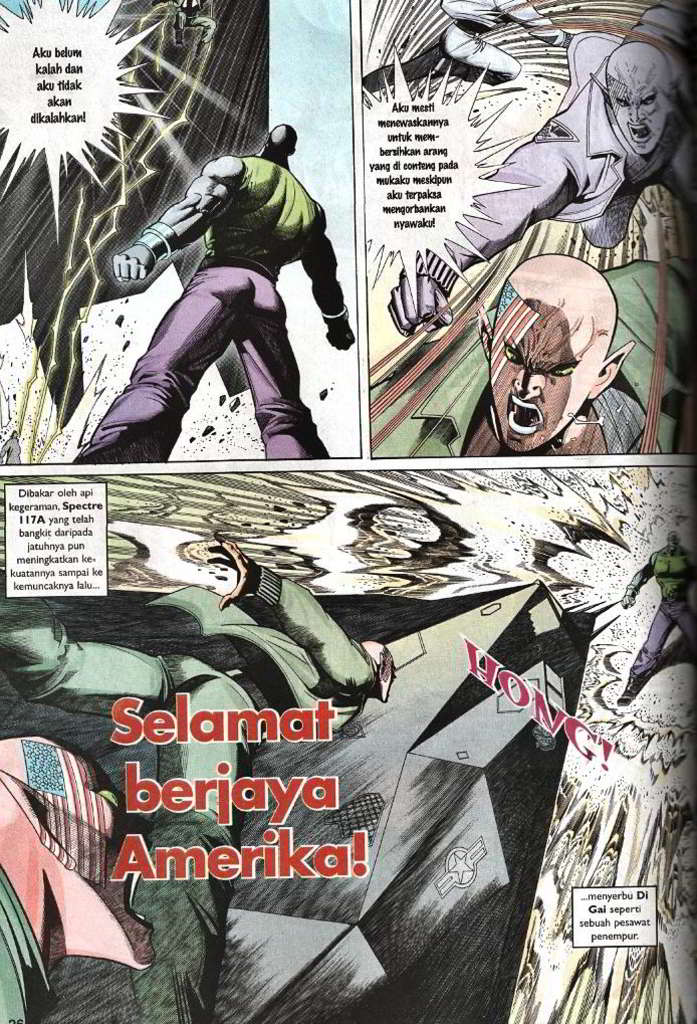 Aku belum
kalah dan
aku tidak
akan
dikalahkan!
Aku mesti
menewaskannya
untuk mem-
bersihkan arang
yang di conteng pada
mukaku meskipun
aku terpaksa
mengorbankan
nyawaku!
Dibakar oleh api
kegeraman, Spectre
117A yang telah
bangkit daripada
jatuhnya pun
meningkatkan ke-
kuatannya sampai ke
kemuncaknya lalu...
HONG!
Selamat
berjaya
Amerika!
...menyerbu Di
Gai seperti
sebuah pesawat
penempur.